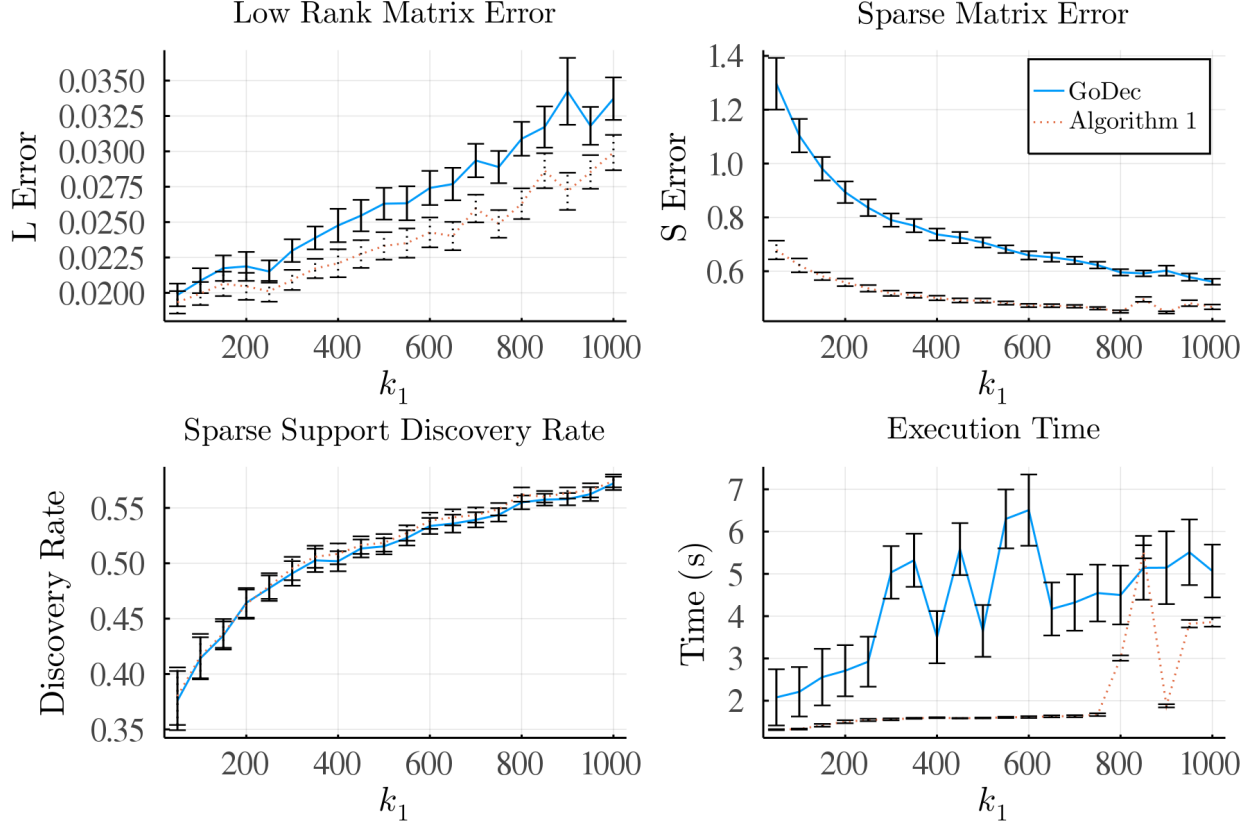 Low Rank Matrix Error
0.0350
0.0325
0.0300
0.0275
0.0250
0.0225
0.0200
L Error
200 400 600 800 1000
k₁
Sparse Matrix Error
1.4
1.2
1.0
0.8
0.6
S Error
GoDec
Algorithm 1
200 400 600 800 1000
k₁
Sparse Support Discovery Rate
0.55
0.50
0.45
0.40
0.35
Discovery Rate
200 400 600 800 1000
k₁
Execution Time
7
6
5
4
3
2
Time (s)
200 400 600 800 1000
k₁